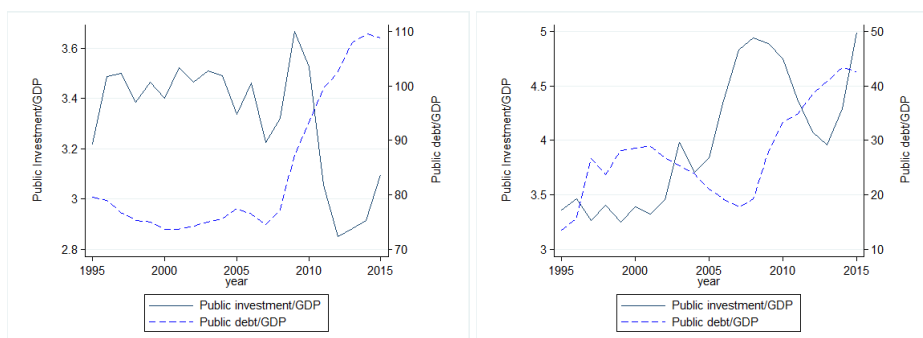 Public Investment/GDP
3.6
3.4
3.2
3
2.8
110
100
90
80
70
Public debt/GDP
1995 2000 2005 2010 2015
year
Public investment/GDP
Public debt/GDP
Public Investment/GDP
5
4.5
4
3.5
3
50
40
30
20
10
Public debt/GDP
1995 2000 2005 2010 2015
year
Public investment/GDP
Public debt/GDP